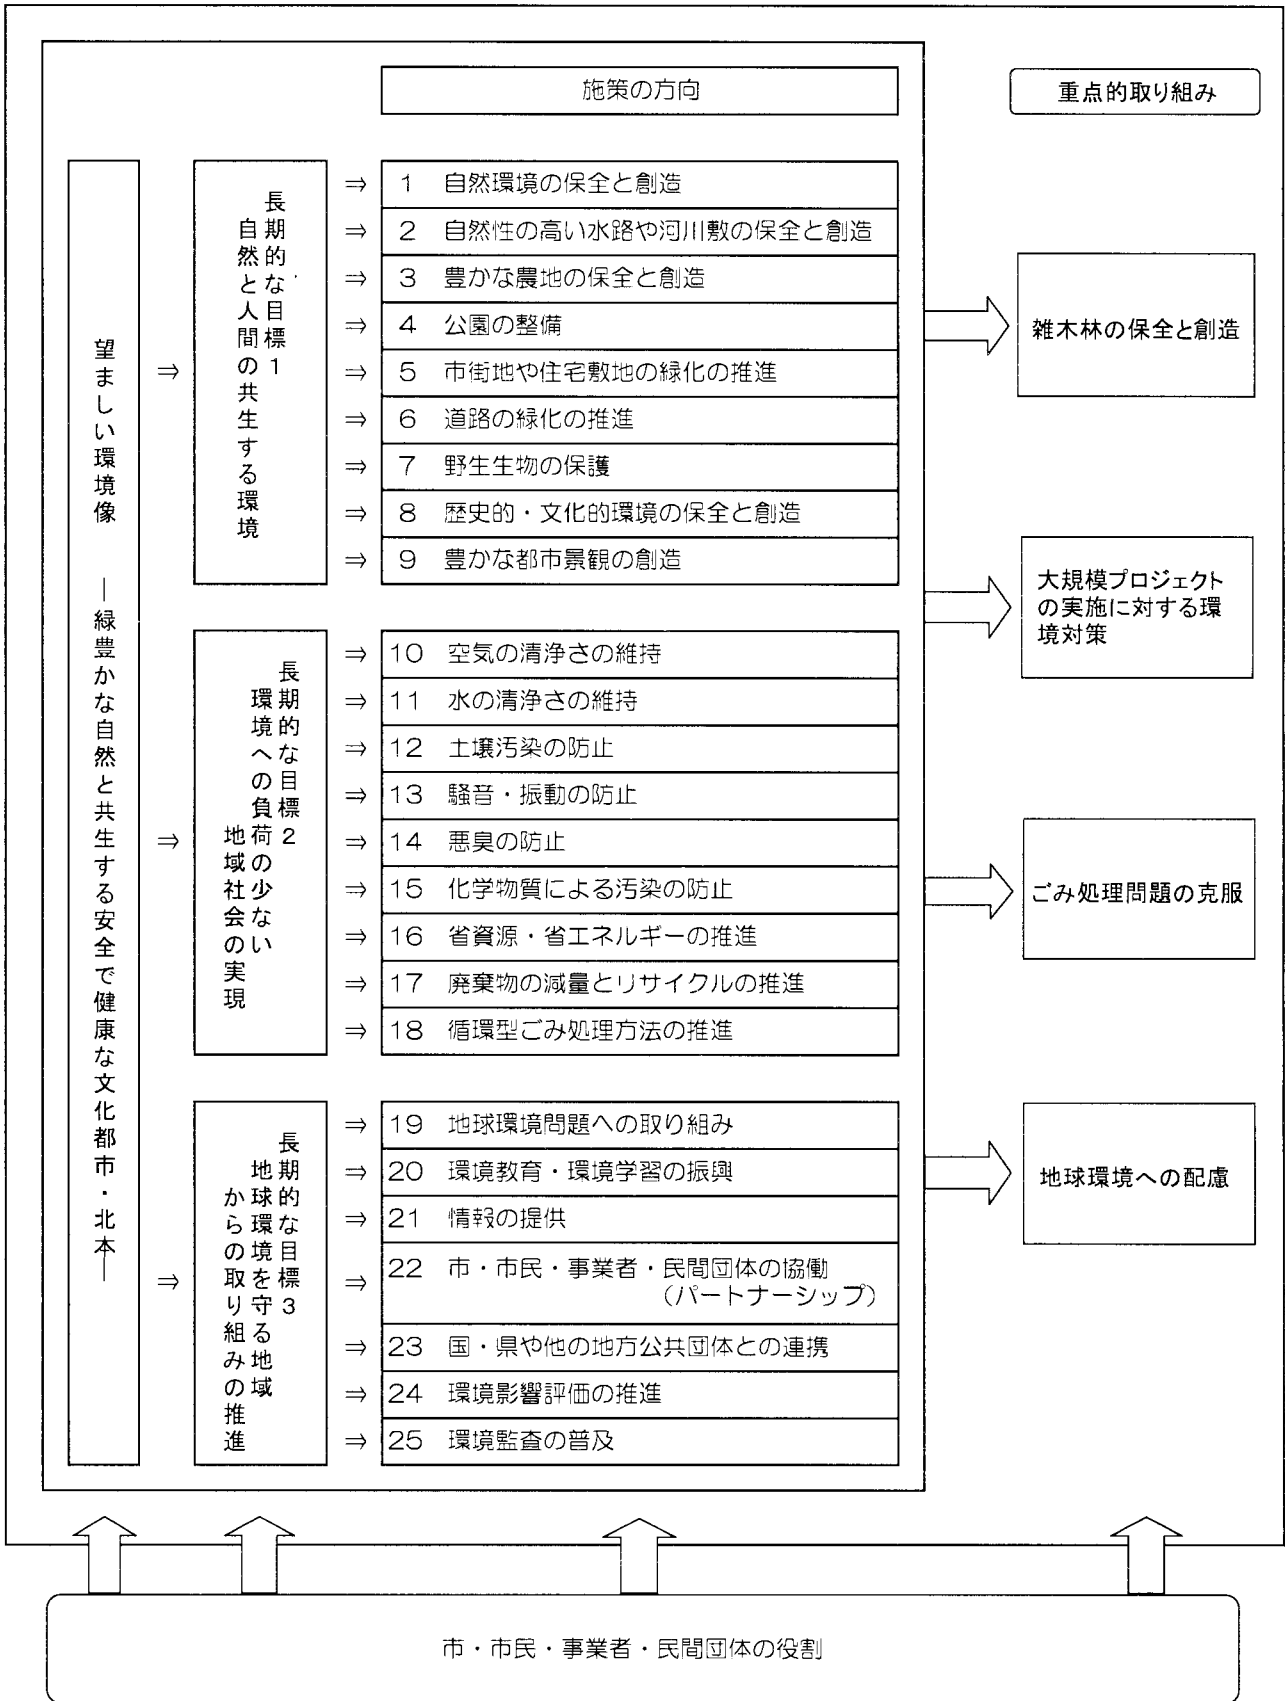 施策の方向
重点的取り組み
望ましい環境像 ―緑豊かな自然と共生する安全で健康な文化都市・北本―
⇒
長期的な目標1
自然と人間の共生する環境
⇒ 1 自然環境の保全と創造
⇒ 2 自然性の高い水路や河川敷の保全と創造
⇒ 3 豊かな農地の保全と創造
⇒ 4 公園の整備
⇒ 5 市街地や住宅敷地の緑化の推進
⇒ 6 道路の緑化の推進
⇒ 7 野生生物の保護
⇒ 8 歴史的・文化的環境の保全と創造
⇒ 9 豊かな都市景観の創造
⇒
長期的な目標2
環境への負荷の少ない
地域社会の実現
⇒ 10 空気の清浄さの維持
⇒ 11 水の清浄さの維持
⇒ 12 土壌汚染の防止
⇒ 13 騒音・振動の防止
⇒ 14 悪臭の防止
⇒ 15 化学物質による汚染の防止
⇒ 16 省資源・省エネルギーの推進
⇒ 17 廃棄物の減量とリサイクルの推進
⇒ 18 循環型ごみ処理方法の推進
⇒
長期的な目標3
地球環境を守る地域
からの取り組みの推進
⇒ 19 地球環境問題への取り組み
⇒ 20 環境教育・環境学習の振興
⇒ 21 情報の提供
⇒ 22 市・市民・事業者・民間団体の協働
(パートナーシップ)
⇒ 23 国・県や他の地方公共団体との連携
⇒ 24 環境影響評価の推進
⇒ 25 環境監査の普及
雑木林の保全と創造
大規模プロジェクト
の実施に対する環
境対策
ごみ処理問題の克服
地球環境への配慮
市・市民・事業者・民間団体の役割